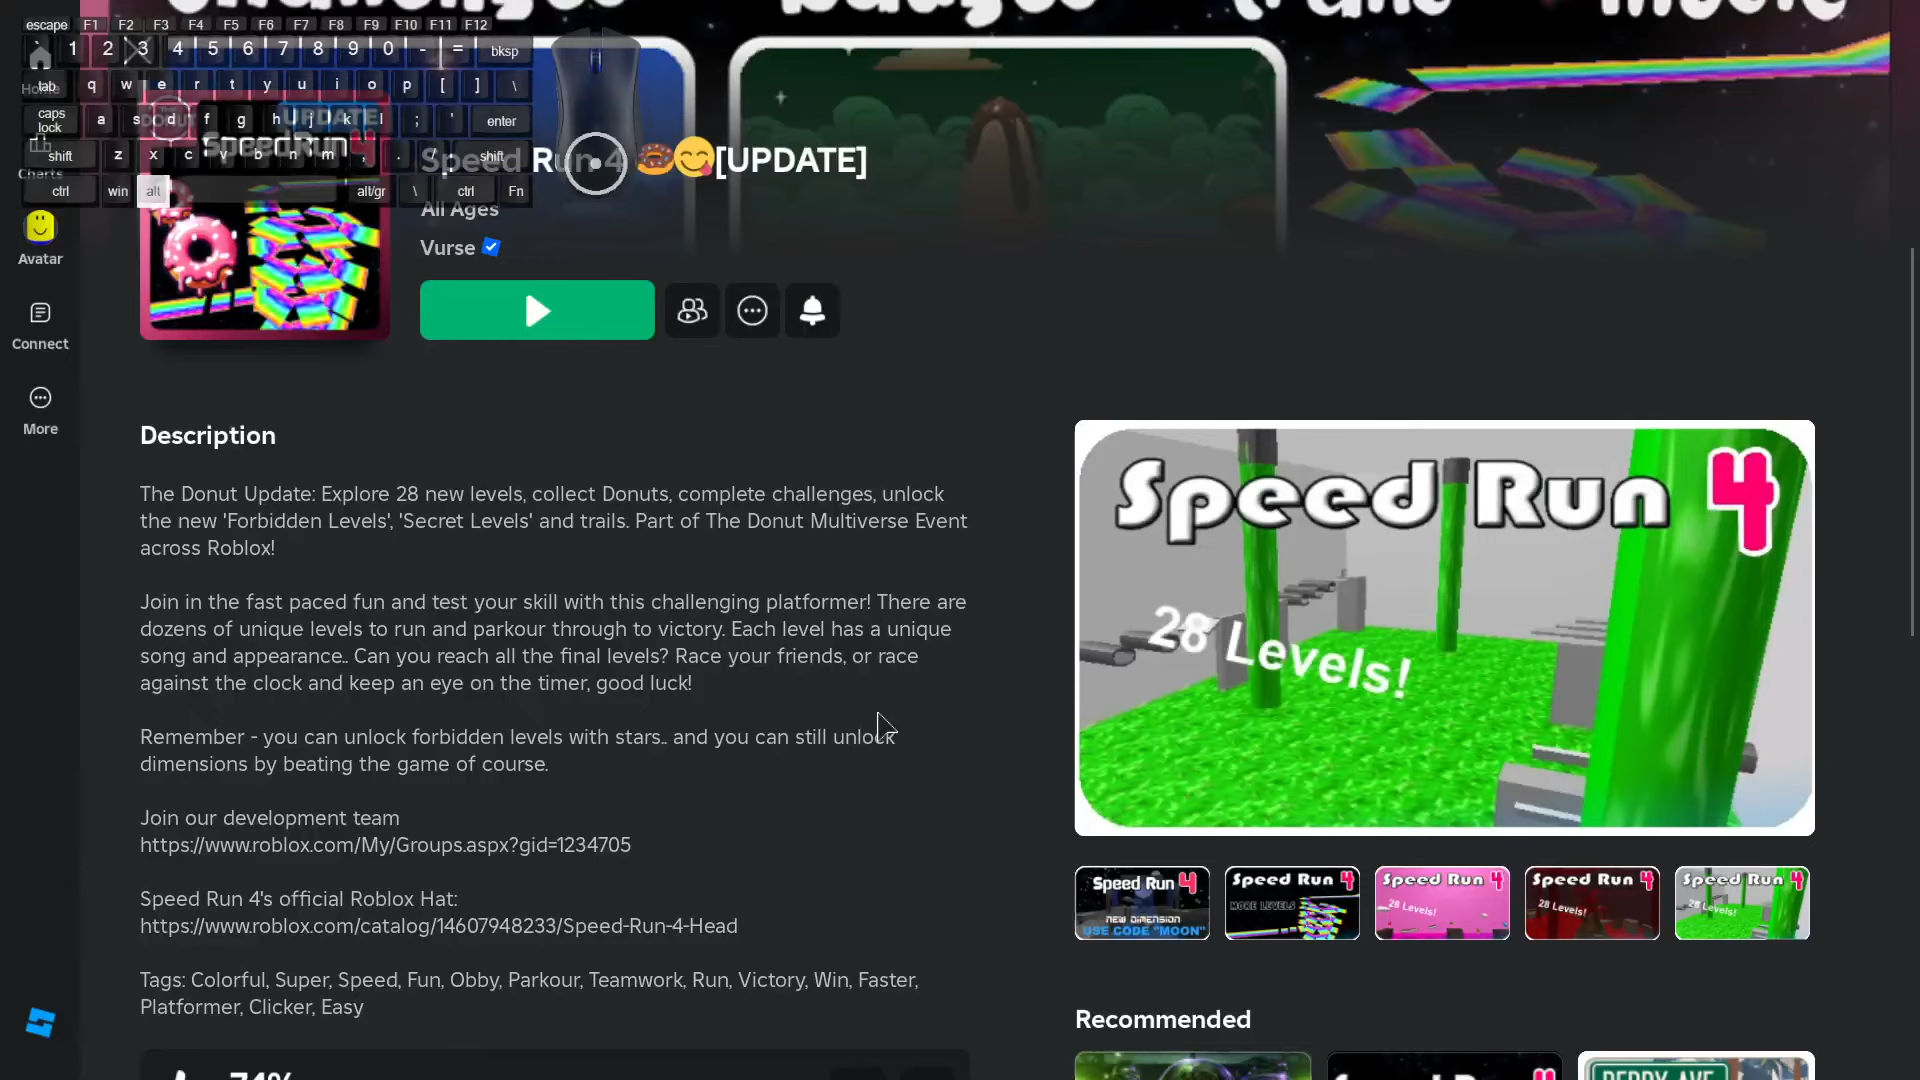 challenges badges trails music
escape F1 F2 F3 F4 F5 F6 F7 F8 F9 F10 F11 F12
` 1 2 3 4 5 6 7 8 9 0 - = bksp
tab q w e r t y u i o p [ ] \
caps lock a s d f g h j k l ; ' enter
shift z x c v b n m , . / shift
ctrl win alt alt/gr \ ctrl Fn
Home
Charts
Avatar
Connect
More
UPDATE
SpeedRun 4
Speed Run 4 🍩😋[UPDATE]
All Ages
Vurse
Description
The Donut Update: Explore 28 new levels, collect Donuts, complete challenges, unlock
the new 'Forbidden Levels', 'Secret Levels' and trails. Part of The Donut Multiverse Event
across Roblox!
Join in the fast paced fun and test your skill with this challenging platformer! There are
dozens of unique levels to run and parkour through to victory. Each level has a unique
song and appearance.. Can you reach all the final levels? Race your friends, or race
against the clock and keep an eye on the timer, good luck!
Remember - you can unlock forbidden levels with stars.. and you can still unlock
dimensions by beating the game of course.
Join our development team
https://www.roblox.com/My/Groups.aspx?gid=1234705
Speed Run 4's official Roblox Hat:
https://www.roblox.com/catalog/14607948233/Speed-Run-4-Head
Tags: Colorful, Super, Speed, Fun, Obby, Parkour, Teamwork, Run, Victory, Win, Faster,
Platformer, Clicker, Easy
74%
Speed Run 4
28 Levels!
Speed Run 4
NEW DIMENSION
USE CODE "MOON"
Speed Run 4
MORE LEVELS
Speed Run 4
28 Levels!
Speed Run 4
28 Levels!
Speed Run 4
28 Levels!
Recommended
BERRY AVE